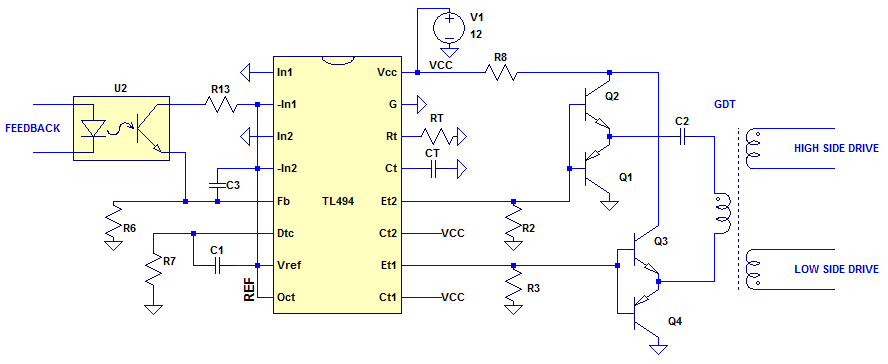 V1
12
VCC
R8
U2
In1
Vcc
R13
-In1
G
Q2
C2
GDT
FEEDBACK
In2
Rt
RT
HIGH SIDE DRIVE
-In2
Ct
CT
Q1
C3
Fb
TL494
Et2
R6
R2
Dtc
Ct2
VCC
Q3
C1
R7
Vref
Et1
LOW SIDE DRIVE
REF
Oct
Ct1
VCC
R3
Q4